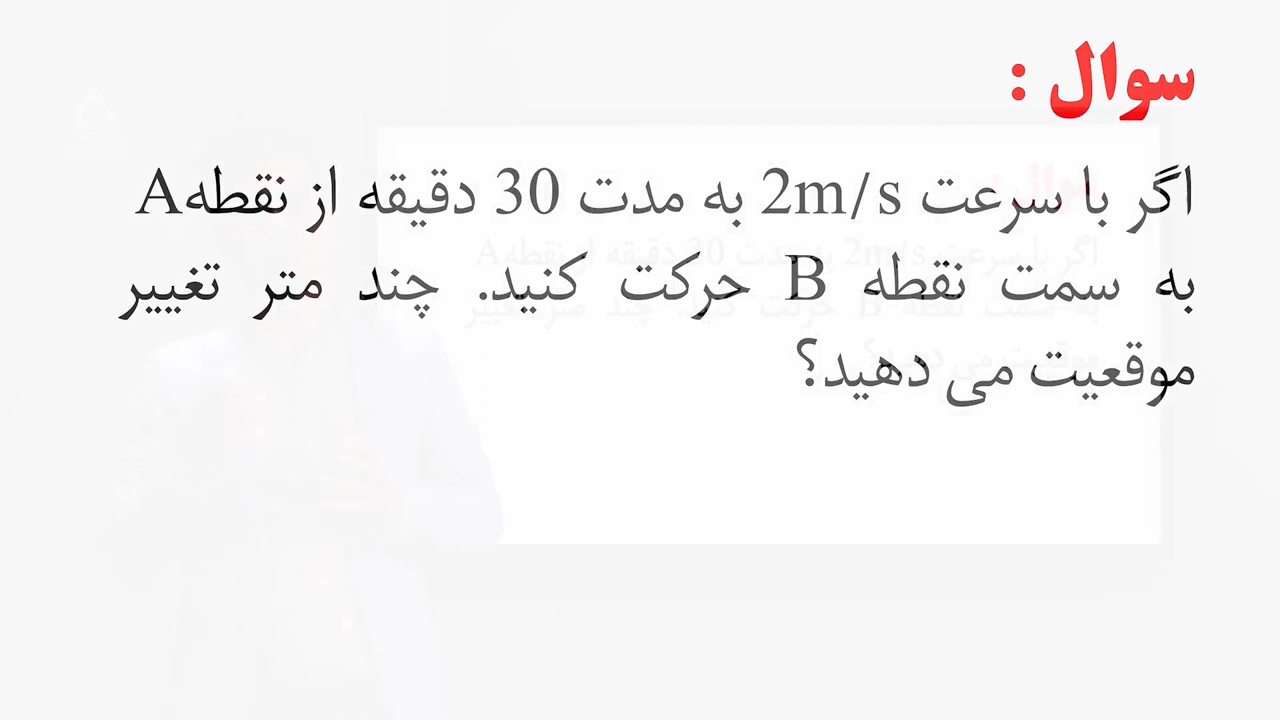 سوال :
اگر با سرعت 2m/s به مدت 30 دقیقه از نقطهA
به سمت نقطه B حرکت کنید. چند متر تغییر
موقعیت می دهید؟